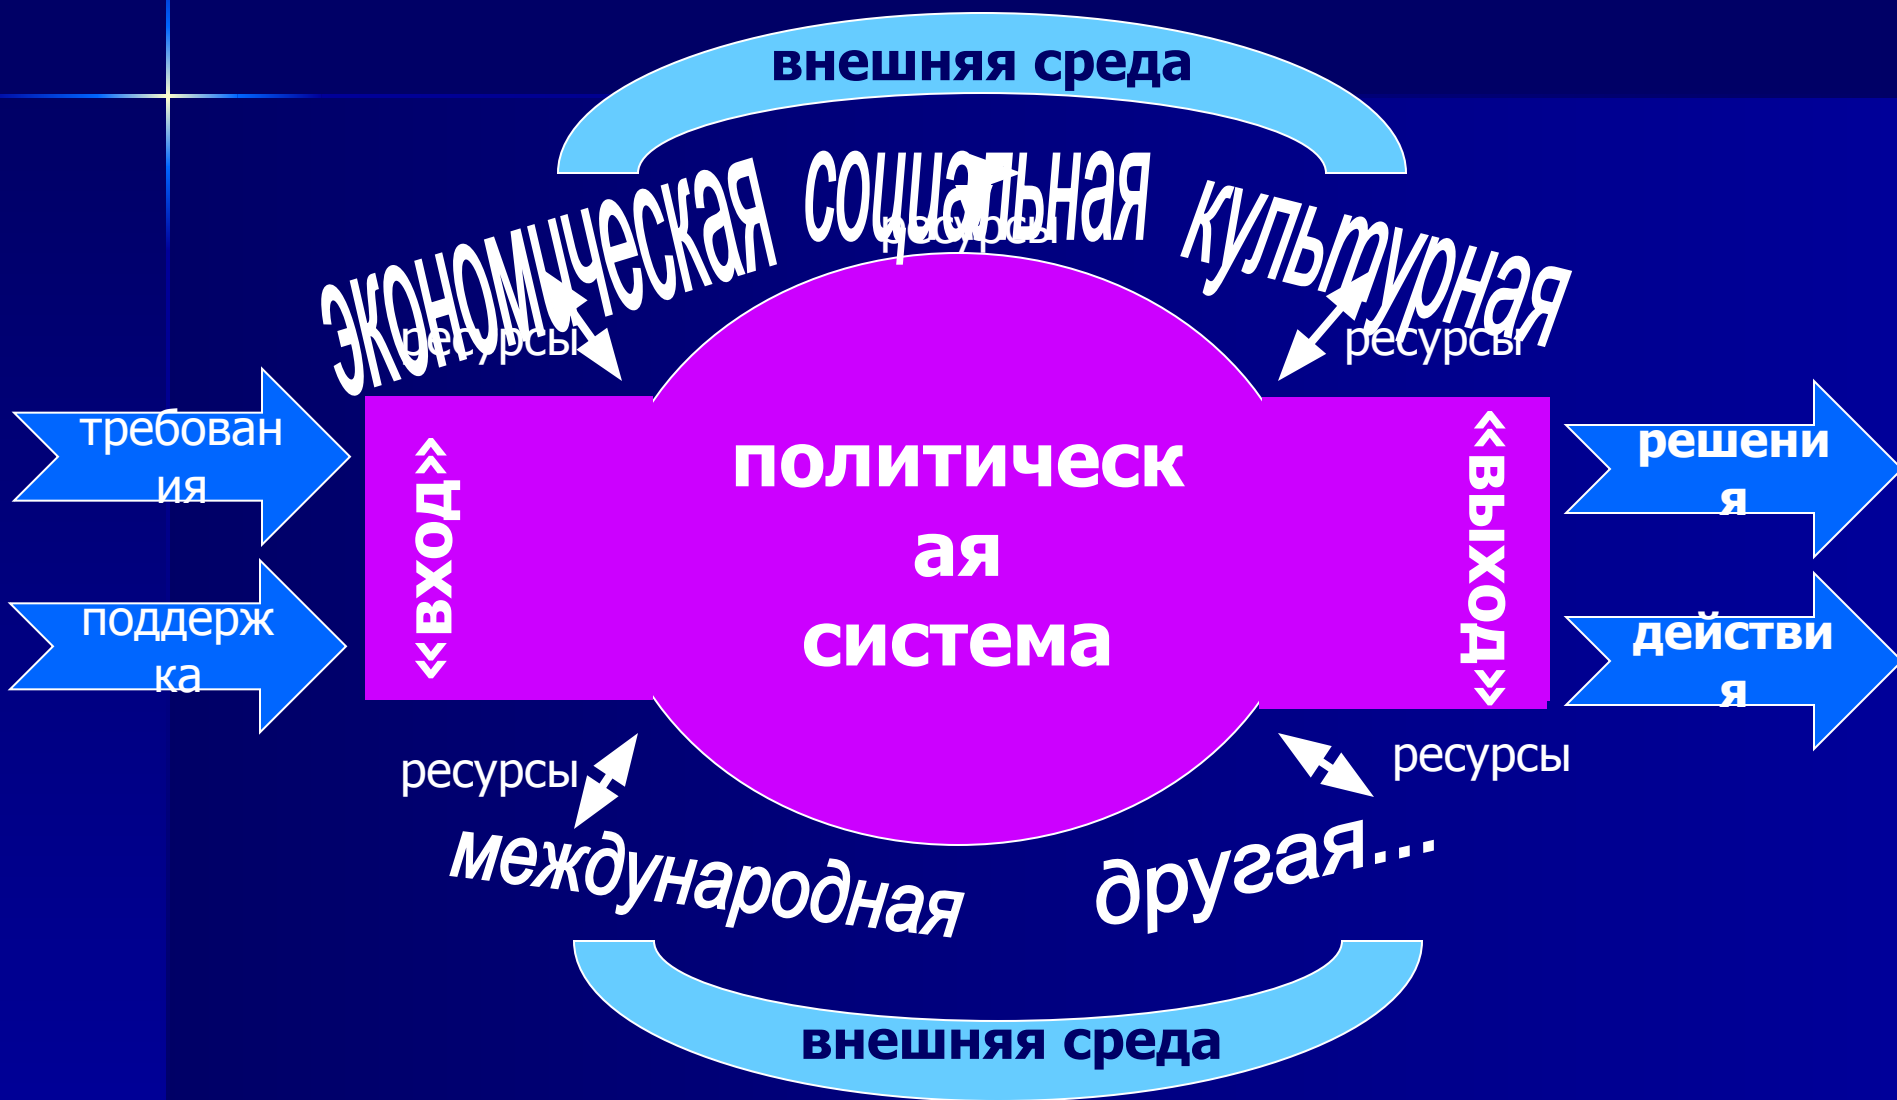 внешняя среда
экономическая
социальная
культурная
ресурсы
ресурсы
ресурсы
требован
ия
поддерж
ка
«вход»
политическ
ая
система
«выход»
решени
я
действи
я
ресурсы
ресурсы
международная
другая...
внешняя среда